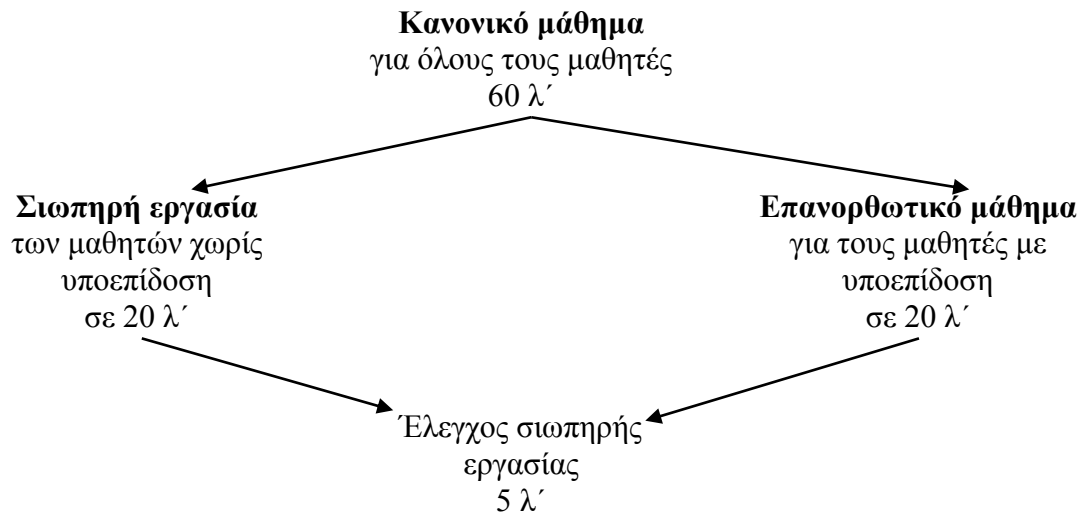 Κανονικό μάθημα
για όλους τους μαθητές
60 λ΄
Σιωπηρή εργασία
των μαθητών χωρίς
υποεπίδοση
σε 20 λ΄
Επανορθωτικό μάθημα
για τους μαθητές με
υποεπίδοση
σε 20 λ΄
Έλεγχος σιωπηρής
εργασίας
5 λ΄